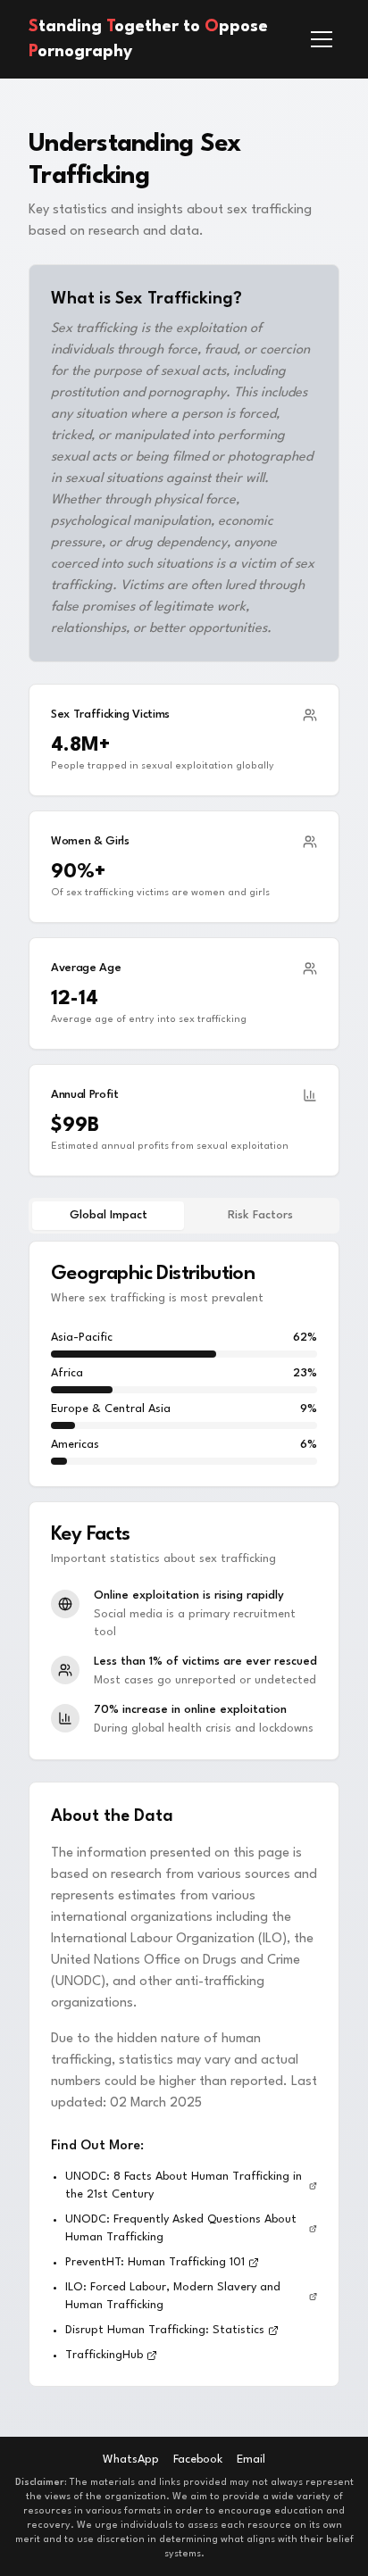 Standing Together to Oppose
Pornography
Understanding Sex
Trafficking
Key statistics and insights about sex trafficking
based on research and data.
What is Sex Trafficking?
Sex trafficking is the exploitation of
individuals through force, fraud, or coercion
for the purpose of sexual acts, including
prostitution and pornography. This includes
any situation where a person is forced,
tricked, or manipulated into performing
sexual acts or being filmed or photographed
in sexual situations against their will.
Whether through physical force,
psychological manipulation, economic
pressure, or drug dependency, anyone
coerced into such situations is a victim of sex
trafficking. Victims are often lured through
false promises of legitimate work,
relationships, or better opportunities.
Sex Trafficking Victims
4.8M+
People trapped in sexual exploitation globally
Women & Girls
90%+
Of sex trafficking victims are women and girls
Average Age
12-14
Average age of entry into sex trafficking
Annual Profit
$99B
Estimated annual profits from sexual exploitation
Global Impact
Risk Factors
Geographic Distribution
Where sex trafficking is most prevalent
Asia-Pacific 62%
Africa 23%
Europe & Central Asia 9%
Americas 6%
Key Facts
Important statistics about sex trafficking
Online exploitation is rising rapidly
Social media is a primary recruitment
tool
Less than 1% of victims are ever rescued
Most cases go unreported or undetected
70% increase in online exploitation
During global health crisis and lockdowns
About the Data
The information presented on this page is
based on research from various sources and
represents estimates from various
international organizations including the
International Labour Organization (ILO), the
United Nations Office on Drugs and Crime
(UNODC), and other anti-trafficking
organizations.
Due to the hidden nature of human
trafficking, statistics may vary and actual
numbers could be higher than reported. Last
updated: 02 March 2025
Find Out More:
• UNODC: 8 Facts About Human Trafficking in
the 21st Century
• UNODC: Frequently Asked Questions About
Human Trafficking
• PreventHT: Human Trafficking 101
• ILO: Forced Labour, Modern Slavery and
Human Trafficking
• Disrupt Human Trafficking: Statistics
• TraffickingHub
WhatsApp Facebook Email
Disclaimer: The materials and links provided may not always represent
the views of the organization. We aim to provide a wide variety of
resources in various formats in order to encourage education and
recovery. We urge individuals to assess each resource on its own
merit and to use discretion in determining what aligns with their belief
systems.